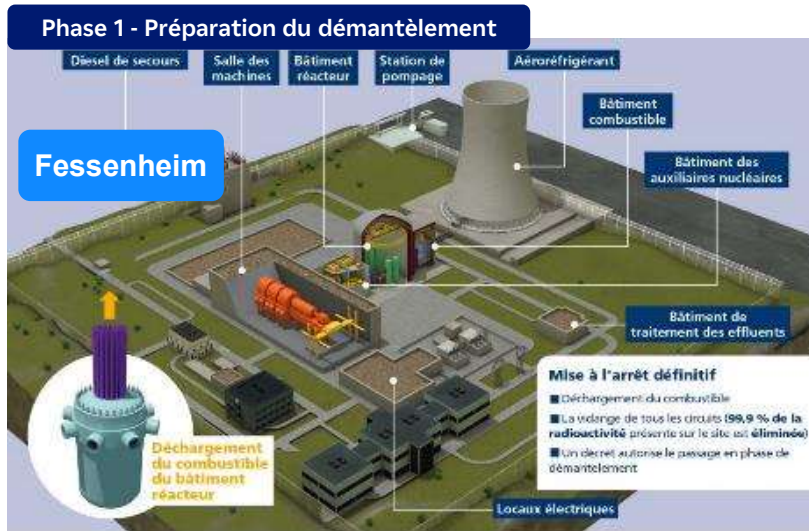 Phase 1 - Préparation du démantèlement
Diesel de secours
Salle des
machines
Bâtiment
réacteur
Station de
pompage
Aéroréfrigérant
Bâtiment
combustible
Fessenheim
Bâtiment des
auxiliaires nucléaires
Bâtiment de
traitement des effluents
Mise à l'arrêt définitif
■ Déchargement du combustible
■ La vidange de tous les circuits (99,9 % de la
radioactivité présente sur le site est éliminée)
■ Un décret autorise le passage en phase de
démantelement
Déchargement
du combustible
du bâtiment
réacteur
Locaux électriques